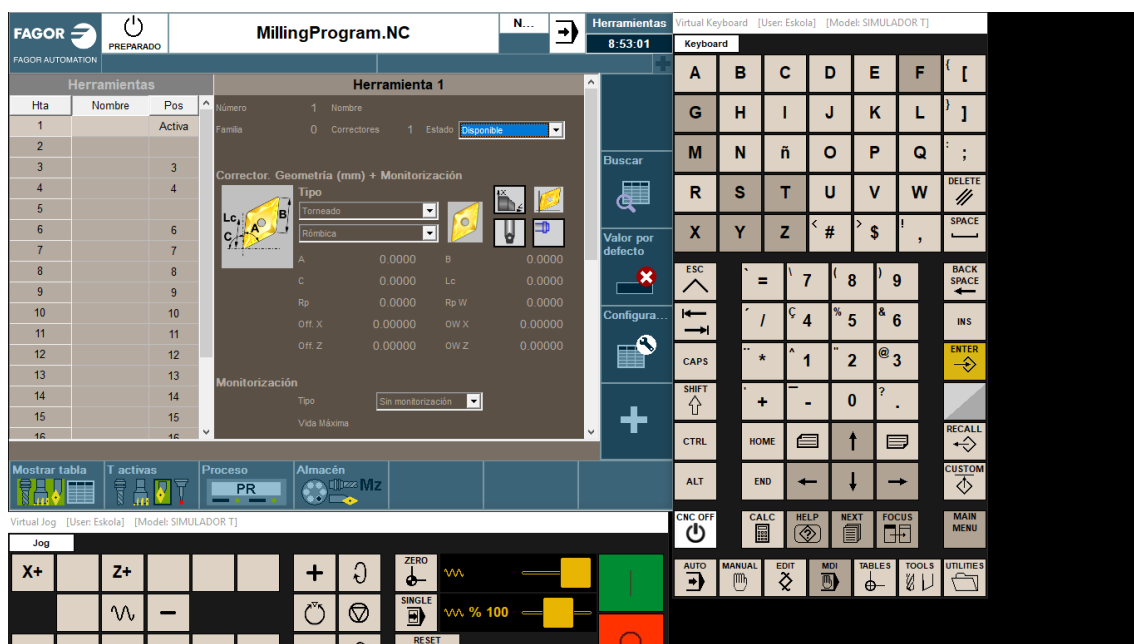 FAGOR
FAGOR AUTOMATION
PREPARADO
MillingProgram.NC
N...
Herramientas
8:53:01
Herramientas
Hta Nombre Pos
1 Activa
2
3 3
4 4
5
6 6
7 7
8 8
9 9
10 10
11 11
12 12
13 13
14 14
15 15
16 16
Herramienta 1
Número 1 Nombre
Familia 0 Correctores 1 Estado Disponible
Corrector. Geometría (mm) + Monitorización
Tipo
Torneado
Rómbica
Lc B
C A
X
A 0.0000 B 0.0000
C 0.0000 Lc 0.0000
Rp 0.0000 Rp W 0.0000
Off. X 0.00000 OW X 0.00000
Off. Z 0.00000 OW Z 0.00000
Monitorización
Tipo Sin monitorización
Vida Máxima
Buscar
Valor por
defecto
Configura...
Mostrar tabla
T activas
Proceso
PR
Almacén
Mz
Virtual Keyboard [User: Eskola] [Model: SIMULADOR T]
Keyboard
A B C D E F { [
G H I J K L } ]
M N ñ O P Q : ;
R S T U V W DELETE
X Y Z < # > $ ! , SPACE
ESC ` = \ 7 ( 8 ) 9 BACK SPACE
´ / Ç 4 % 5 & 6 INS
CAPS ¨ * ^ 1 " 2 @ 3 ENTER
SHIFT ' + _ - 0 ? .
CTRL HOME RECALL
ALT END CUSTOM
CNC OFF CALC HELP NEXT FOCUS MAIN MENU
AUTO MANUAL EDIT MDI TABLES TOOLS UTILITIES
Virtual Jog [User: Eskola] [Model: SIMULADOR T]
Jog
X+ Z+ + ZERO
- SINGLE % 100
RESET